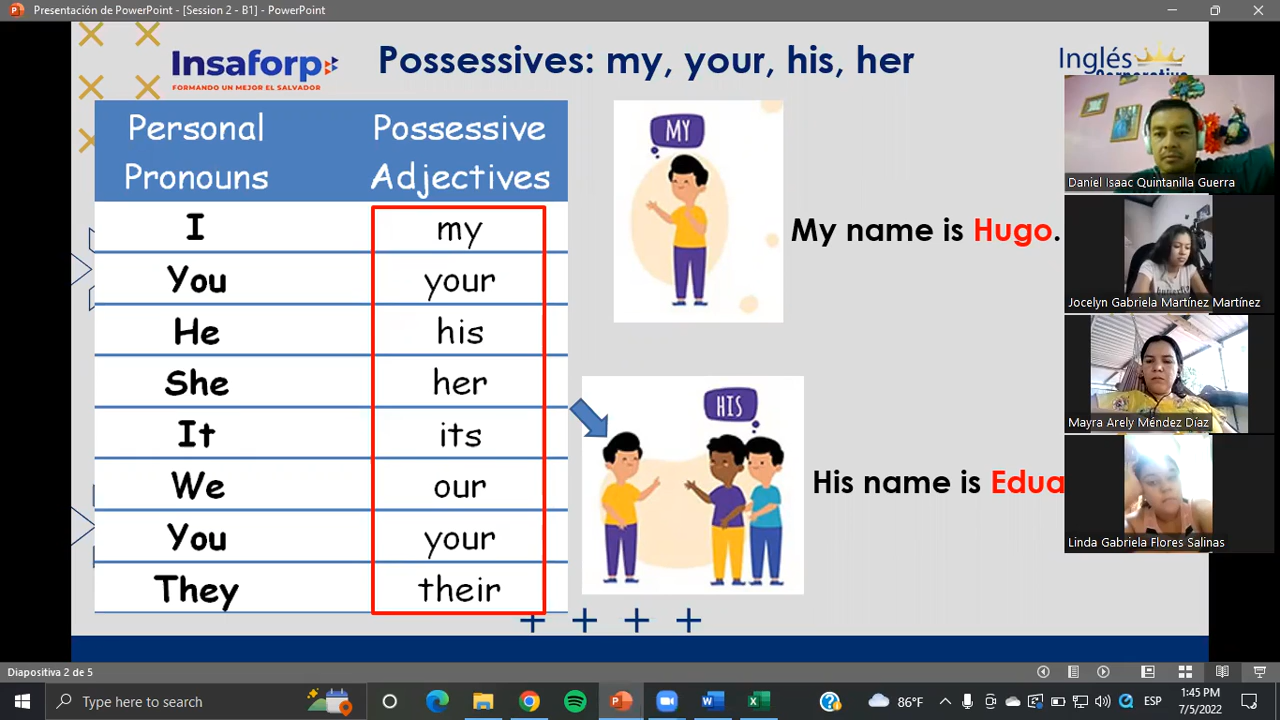 Presentación de PowerPoint - [Session 2 - B1] - PowerPoint
Insaforp
FORMANDO UN MEJOR EL SALVADOR
Possessives: my, your, his, her
Inglés
Corporativo
Personal Pronouns
Possessive Adjectives
I my
You your
He his
She her
It its
We our
You your
They their
MY
My name is Hugo.
HIS
His name is Edua
Daniel Isaac Quintanilla Guerra
Jocelyn Gabriela Martínez Martínez
Mayra Arely Méndez Díaz
Linda Gabriela Flores Salinas
Diapositiva 2 de 5
Type here to search
86°F
ESP
1:45 PM
7/5/2022